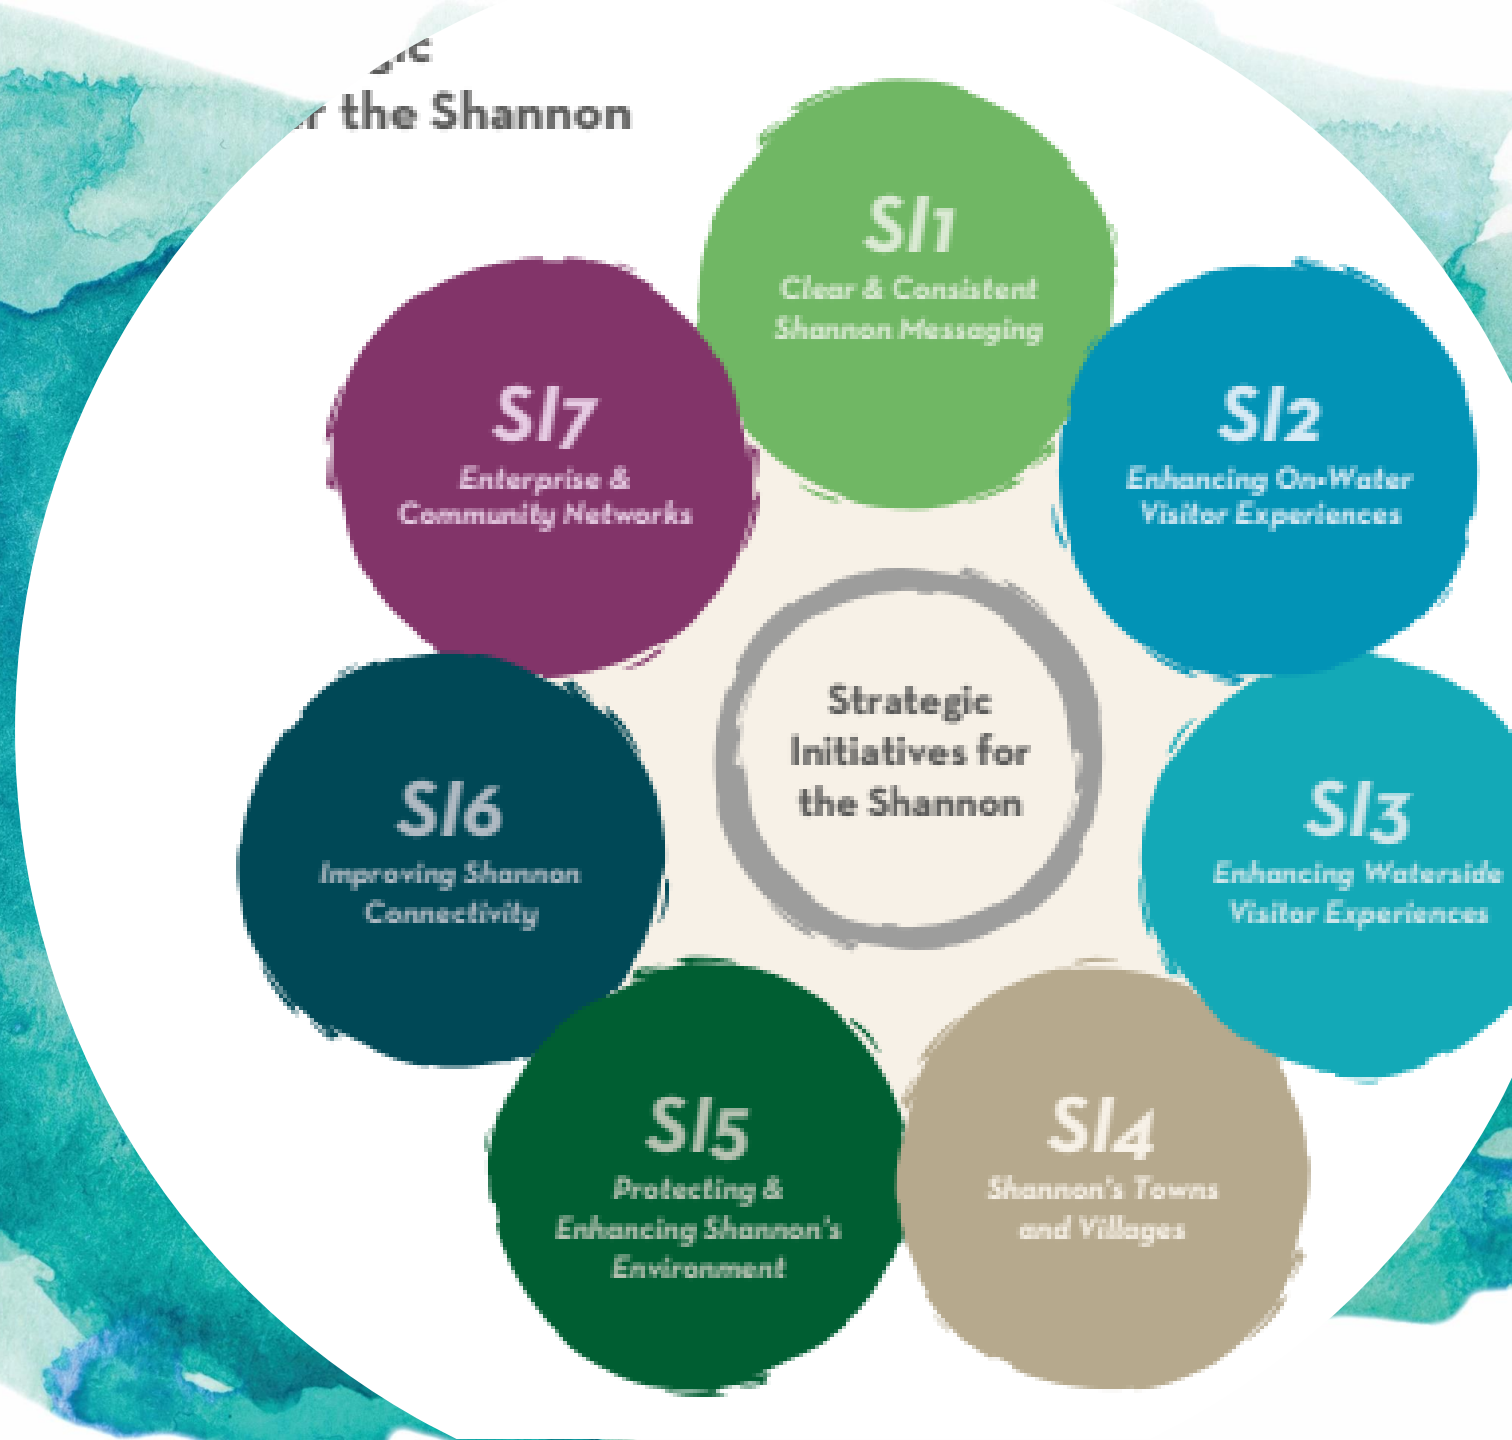 the Shannon
SI1
Clear & Consistent
Shannon Messaging
SI2
Enhancing On-Water
Visitor Experiences
SI3
Enhancing Waterside
Visitor Experiences
SI4
Shannon's Towns
and Villages
SI5
Protecting &
Enhancing Shannon's
Environment
SI6
Improving Shannon
Connectivity
SI7
Enterprise &
Community Networks
Strategic
Initiatives for
the Shannon